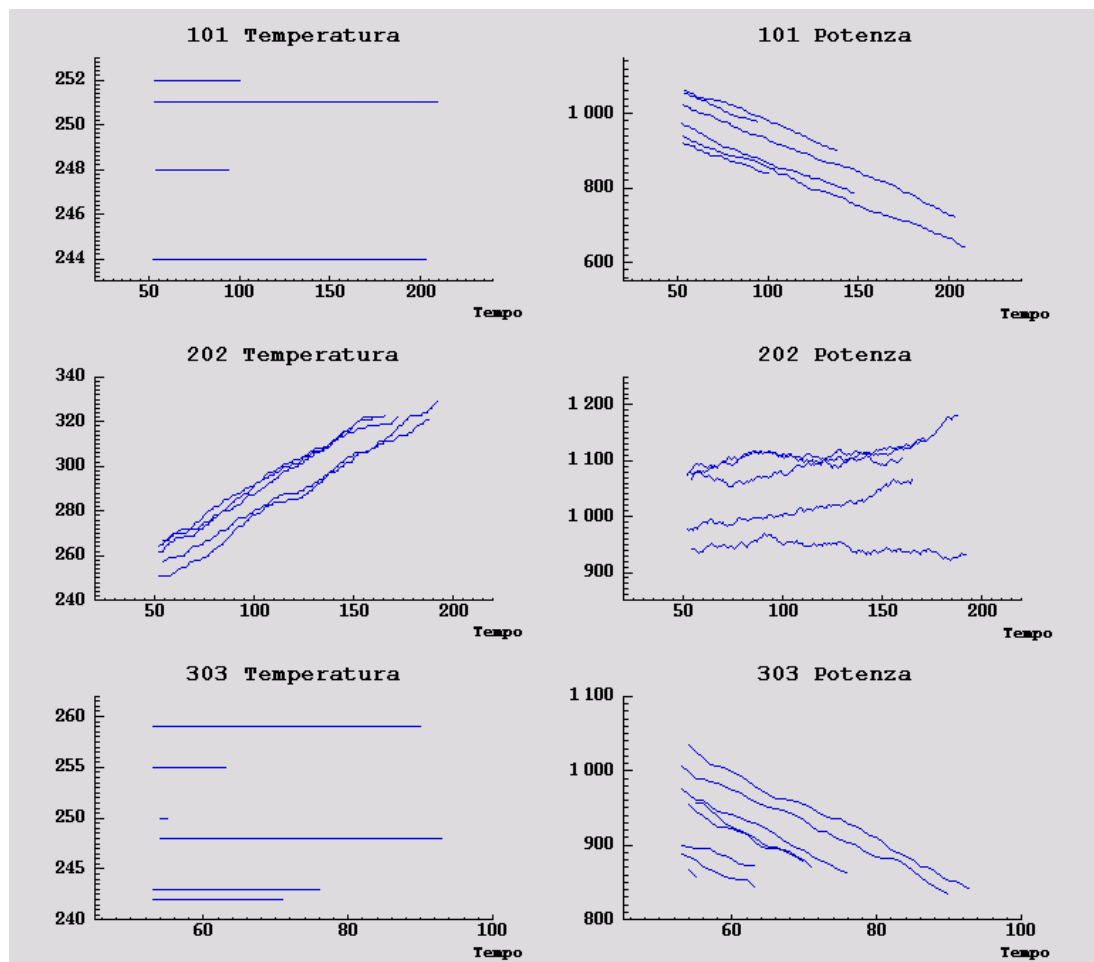 101 Temperatura
252
250
248
246
244
50 100 150 200
Tempo
101 Potenza
1 000
800
600
50 100 150 200
Tempo
202 Temperatura
340
320
300
280
260
240
50 100 150 200
Tempo
202 Potenza
1 200
1 100
1 000
900
50 100 150 200
Tempo
303 Temperatura
260
255
250
245
240
60 80 100
Tempo
303 Potenza
1 100
1 000
900
800
60 80 100
Tempo